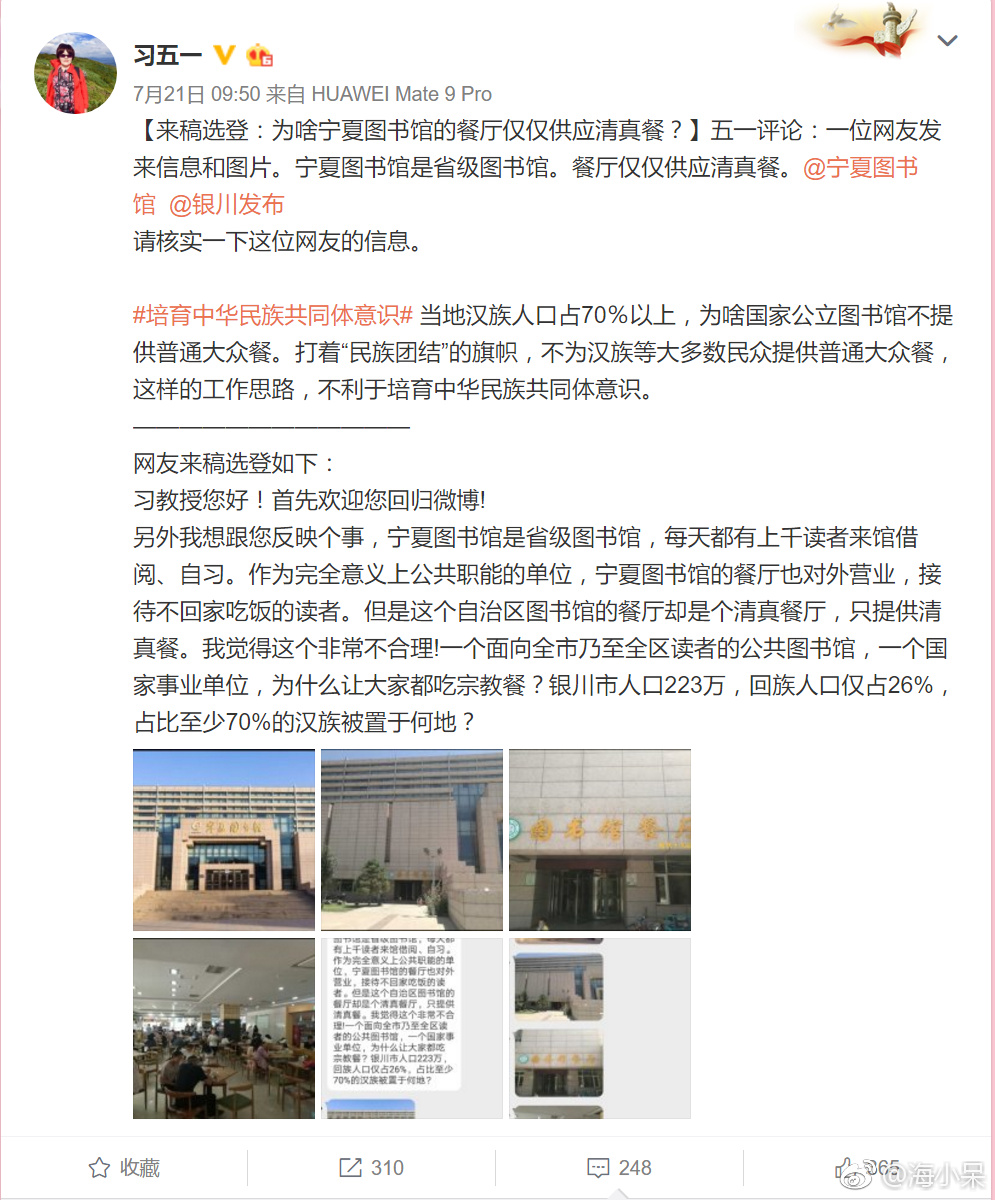 习五一
7月21日 09:50 来自 HUAWEI Mate 9 Pro
【来稿选登：为啥宁夏图书馆的餐厅仅仅供应清真餐？】五一评论：一位网友发
来信息和图片。宁夏图书馆是省级图书馆。餐厅仅仅供应清真餐。@宁夏图书
馆 @银川发布
请核实一下这位网友的信息。
#培育中华民族共同体意识# 当地汉族人口占70%以上，为啥国家公立图书馆不提
供普通大众餐。打着“民族团结”的旗帜，不为汉族等大多数民众提供普通大众餐，
这样的工作思路，不利于培育中华民族共同体意识。
————————————
网友来稿选登如下：
习教授您好！首先欢迎您回归微博!
另外我想跟您反映个事，宁夏图书馆是省级图书馆，每天都有上千读者来馆借
阅、自习。作为完全意义上公共职能的单位，宁夏图书馆的餐厅也对外营业，接
待不回家吃饭的读者。但是这个自治区图书馆的餐厅却是个清真餐厅，只提供清
真餐。我觉得这个非常不合理!一个面向全市乃至全区读者的公共图书馆，一个国
家事业单位，为什么让大家都吃宗教餐？银川市人口223万，回族人口仅占26%，
占比至少70%的汉族被置于何地？
宁夏图书馆
图书馆餐厅
图书馆是省级图书馆，每天都
有上千读者来馆借阅、自习。
作为完全意义上公共职能的单
位，宁夏图书馆的餐厅也对外
营业，接待不回家吃饭的读
者。但是这个自治区图书馆的
餐厅却是个清真餐厅，只提供
清真餐。我觉得这个非常不合
理!一个面向全市乃至全区读
者的公共图书馆，一个国家事
业单位，为什么让大家都吃
宗教餐？银川市人口223万，
回族人口仅占26%，占比至少
70%的汉族被置于何地？
收藏
310
248
365
@海小呆